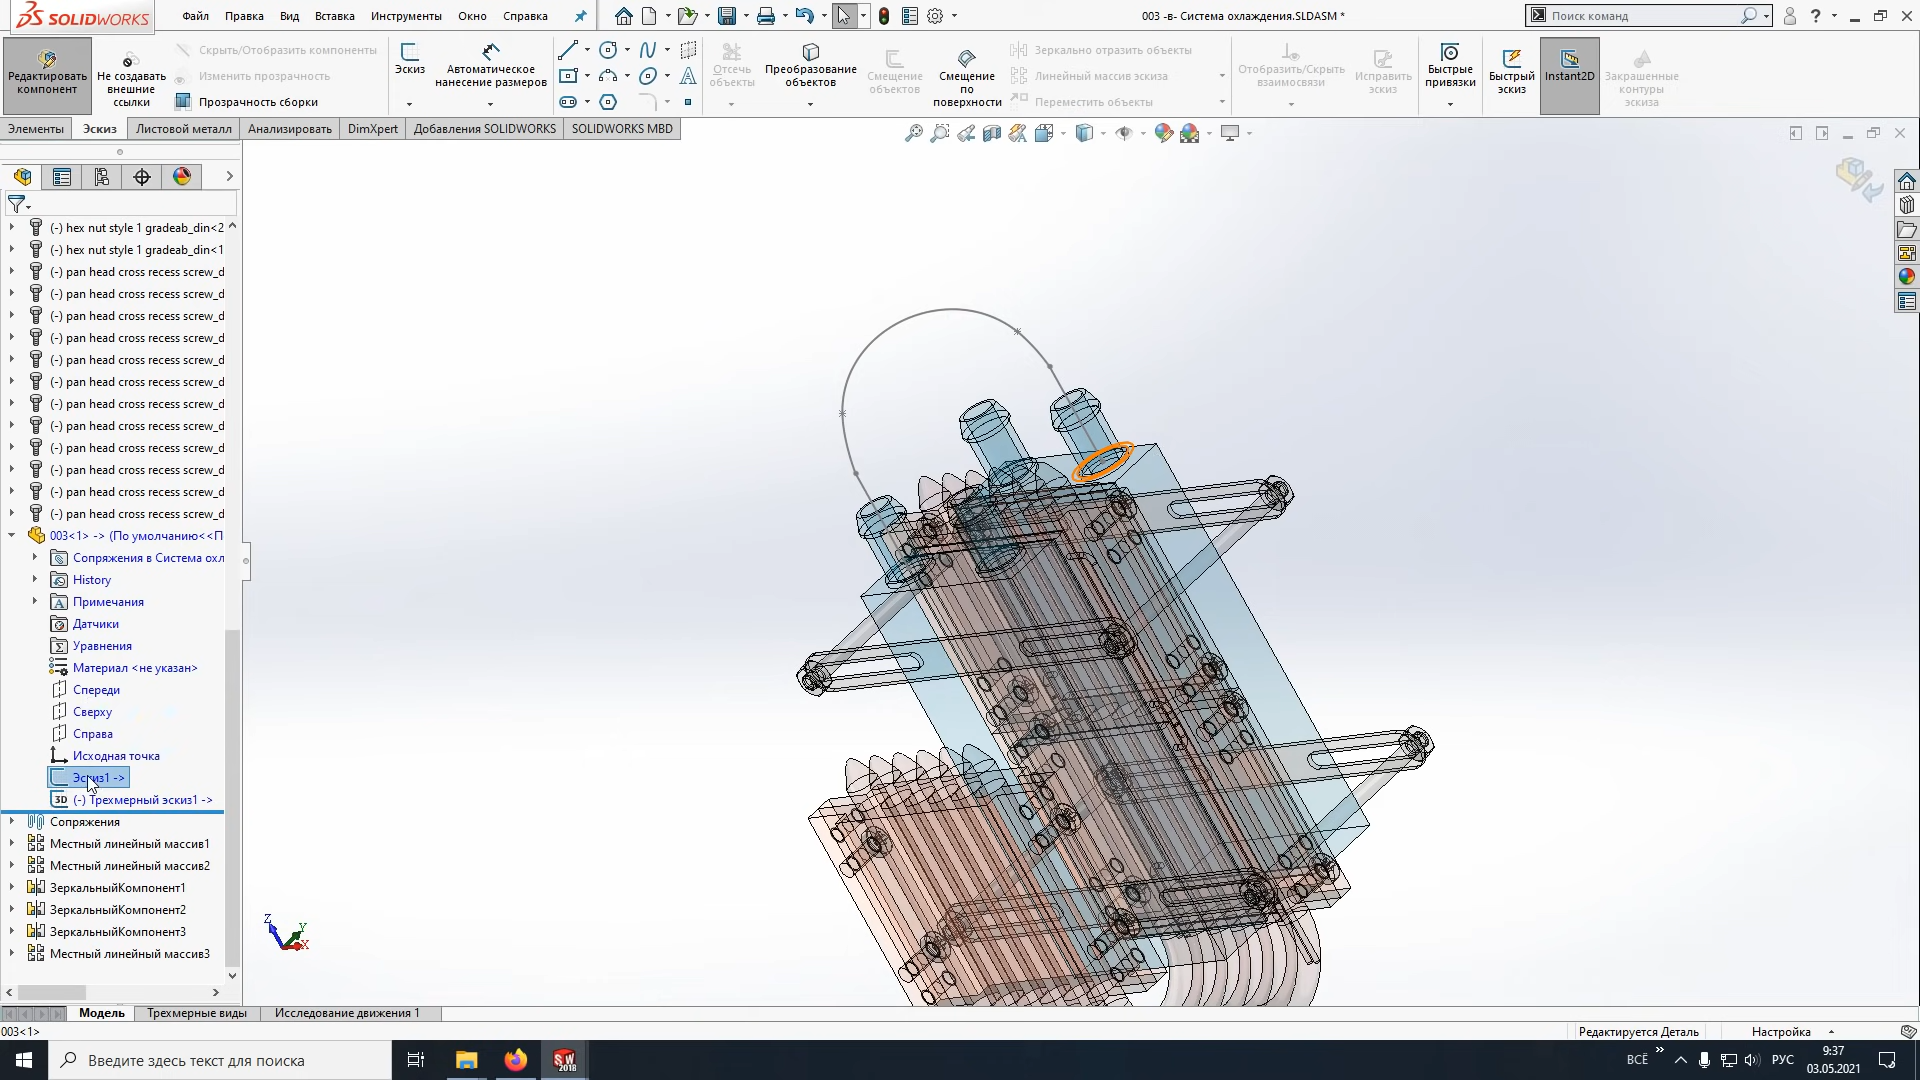 SOLIDWORKS
Файл Правка Вид Вставка Инструменты Окно Справка
003 -в- Система охлаждения.SLDASM *
Поиск команд
Редактировать компонент
Не создавать внешние ссылки
Скрыть/Отобразить компоненты
Изменить прозрачность
Прозрачность сборки
Эскиз
Автоматическое нанесение размеров
Отсечь объекты
Преобразование объектов
Смещение объектов
Смещение по поверхности
Зеркально отразить объекты
Линейный массив эскиза
Переместить объекты
Отобразить/Скрыть взаимосвязи
Исправить эскиз
Быстрые привязки
Быстрый эскиз
Instant2D
Закрашенные контуры эскиза
Элементы Эскиз Листовой металл Анализировать DimXpert Добавления SOLIDWORKS SOLIDWORKS MBD
(-) hex nut style 1 gradeab_din<2
(-) hex nut style 1 gradeab_din<1
(-) pan head cross recess screw_d
(-) pan head cross recess screw_d
(-) pan head cross recess screw_d
(-) pan head cross recess screw_d
(-) pan head cross recess screw_d
(-) pan head cross recess screw_d
(-) pan head cross recess screw_d
(-) pan head cross recess screw_d
(-) pan head cross recess screw_d
(-) pan head cross recess screw_d
(-) pan head cross recess screw_d
(-) pan head cross recess screw_d
003<1> -> (По умолчанию<<П
Сопряжения в Система охл
History
Примечания
Датчики
Уравнения
Материал <не указан>
Спереди
Сверху
Справа
Исходная точка
Эскиз1 ->
3D (-) Трехмерный эскиз1 ->
Сопряжения
Местный линейный массив1
Местный линейный массив2
ЗеркальныйКомпонент1
ЗеркальныйКомпонент2
ЗеркальныйКомпонент3
Местный линейный массив3
Z Y X
Модель Трехмерные виды Исследование движения 1
003<1>
Редактируется Деталь Настройка
Введите здесь текст для поиска
SW 2018
ВСЁ » РУС
9:37
03.05.2021